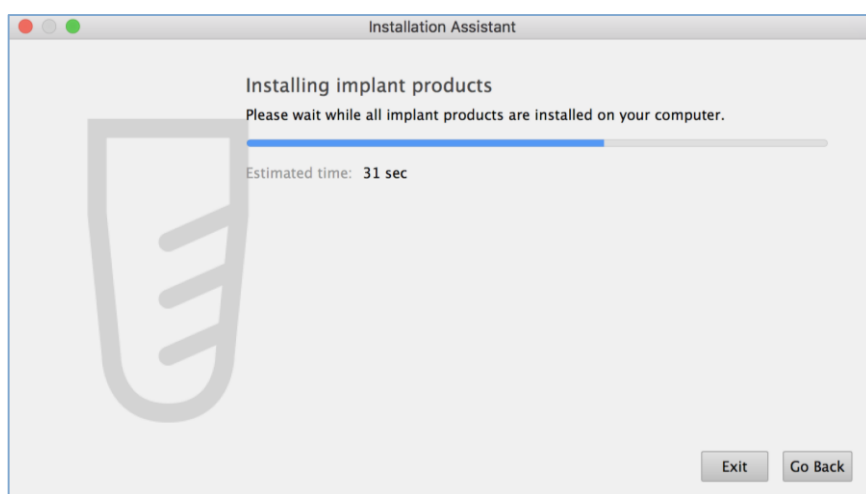 Installation Assistant
Installing implant products
Please wait while all implant products are installed on your computer.
Estimated time: 31 sec
Exit Go Back